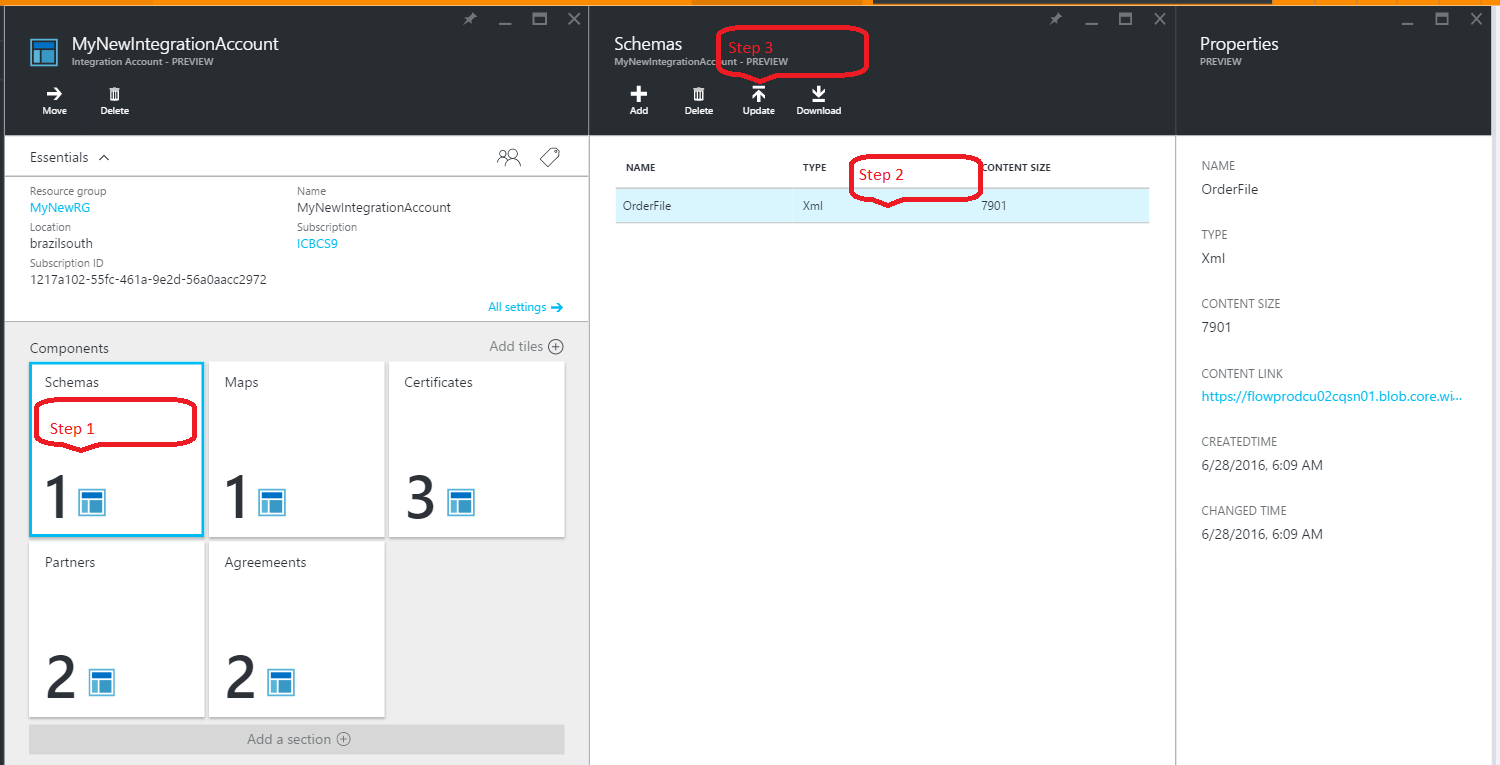 MyNewIntegrationAccount
Integration Account - PREVIEW
Move
Delete
Essentials
Resource group
MyNewRG
Location
brazilsouth
Subscription ID
1217a102-55fc-461a-9e2d-56a0aacc2972
Name
MyNewIntegrationAccount
Subscription
ICBCS9
All settings
Components
Add tiles
Schemas
Step 1
1
Maps
1
Certificates
3
Partners
2
Agreemeents
2
Add a section
Schemas
MyNewIntegrationAccount - PREVIEW
Step 3
Add
Delete
Update
Download
NAME TYPE CONTENT SIZE
Step 2
OrderFile Xml 7901
Properties
PREVIEW
NAME
OrderFile
TYPE
Xml
CONTENT SIZE
7901
CONTENT LINK
https://flowprodcu02cqsn01.blob.core.wi...
CREATEDTIME
6/28/2016, 6:09 AM
CHANGED TIME
6/28/2016, 6:09 AM